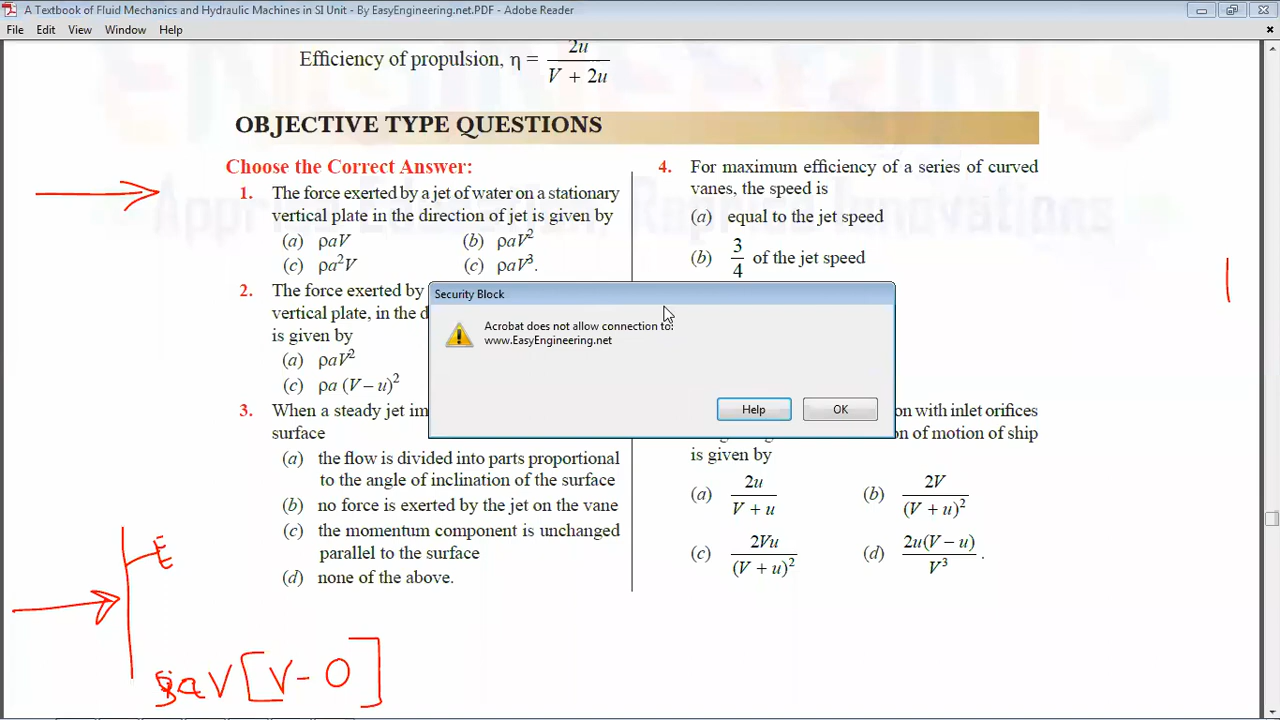 A Textbook of Fluid Mechanics and Hydraulic Machines in SI Unit - By EasyEngineering.net.PDF - Adobe Reader
File Edit View Window Help
Efficiency of propulsion, η = 2u / V + 2u
OBJECTIVE TYPE QUESTIONS
Choose the Correct Answer:
1. The force exerted by a jet of water on a stationary
vertical plate in the direction of jet is given by
(a) ρaV (b) ρaV²
(c) ρa²V (c) ρaV³.
2. The force exerted by
vertical plate, in the d
is given by
(a) ρaV²
(c) ρa (V – u)²
3. When a steady jet im
surface
(a) the flow is divided into parts proportional
to the angle of inclination of the surface
(b) no force is exerted by the jet on the vane
(c) the momentum component is unchanged
parallel to the surface
(d) none of the above.
4. For maximum efficiency of a series of curved
vanes, the speed is
(a) equal to the jet speed
(b) 3/4 of the jet speed
Security Block
Acrobat does not allow connection to:
www.EasyEngineering.net
Help OK
on with inlet orifices
on of motion of ship
is given by
(a) 2u / V + u (b) 2V / (V + u)²
(c) 2Vu / (V + u)² (d) 2u(V – u) / V³ .
ρaV[V-0]